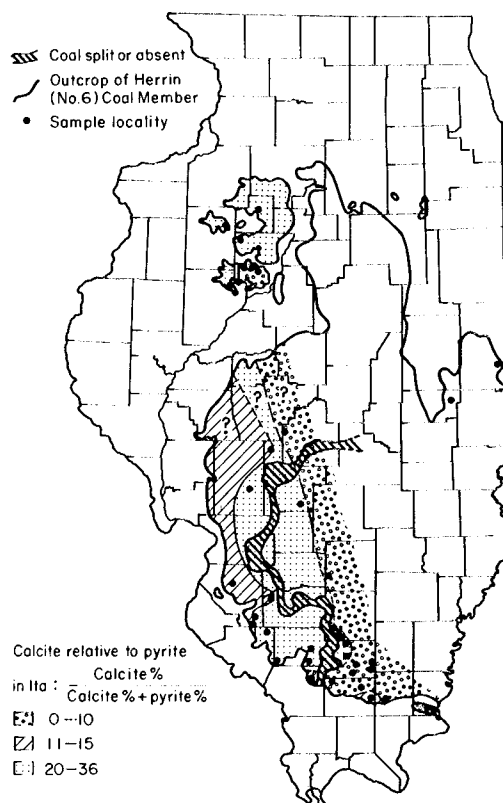 Coal split or absent
Outcrop of Herrin
(No.6) Coal Member
Sample locality
?
?
?
?
Calcite relative to pyrite
in lta : Calcite %
Calcite % + pyrite %
0--10
11-15
20-36